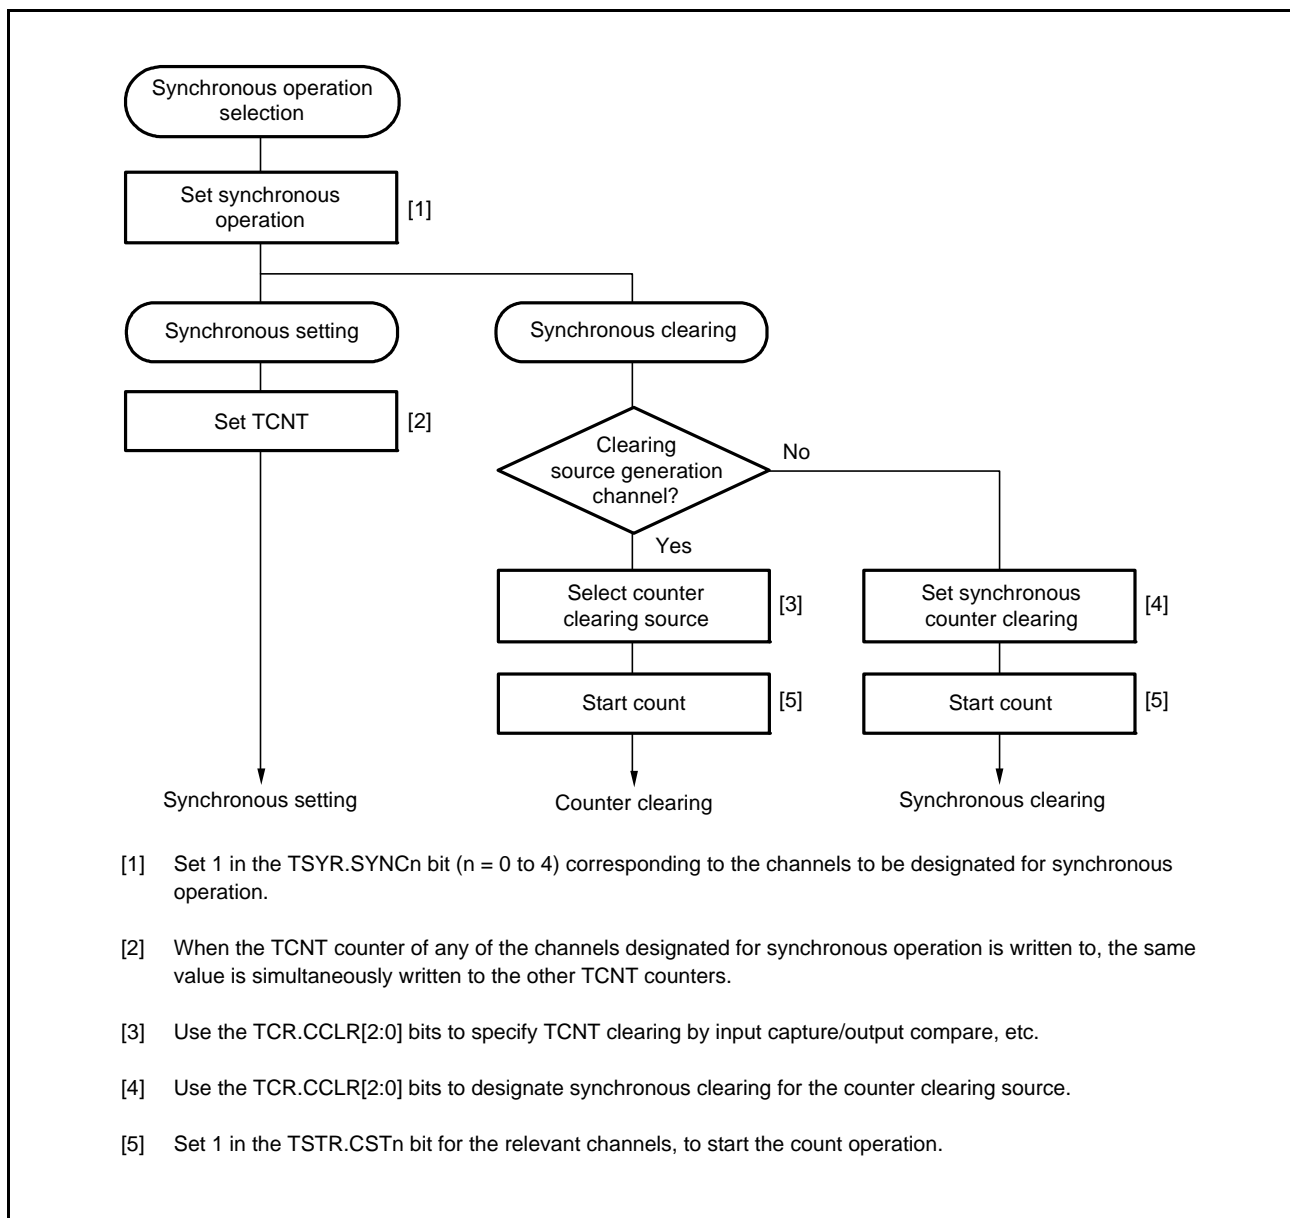 Synchronous operation
selection
Set synchronous
operation
[1]
Synchronous setting
Synchronous clearing
Set TCNT
[2]
Clearing
source generation
channel?
No
Yes
Select counter
clearing source
[3]
Set synchronous
counter clearing
[4]
Start count
[5]
Start count
[5]
Synchronous setting
Counter clearing
Synchronous clearing
[1] Set 1 in the TSYR.SYNCn bit (n = 0 to 4) corresponding to the channels to be designated for synchronous
operation.
[2] When the TCNT counter of any of the channels designated for synchronous operation is written to, the same
value is simultaneously written to the other TCNT counters.
[3] Use the TCR.CCLR[2:0] bits to specify TCNT clearing by input capture/output compare, etc.
[4] Use the TCR.CCLR[2:0] bits to designate synchronous clearing for the counter clearing source.
[5] Set 1 in the TSTR.CSTn bit for the relevant channels, to start the count operation.